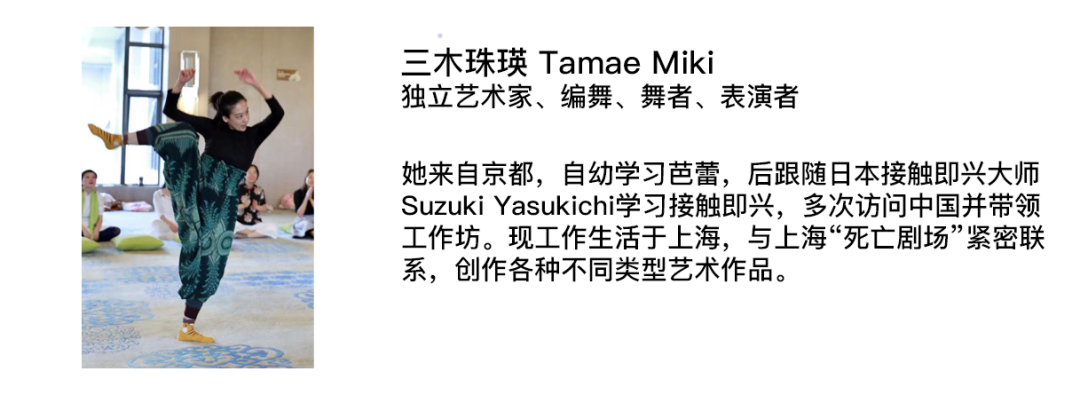 三木珠瑛 Tamae Miki
独立艺术家、编舞、舞者、表演者
她来自京都，自幼学习芭蕾，后跟随日本接触即兴大师
Suzuki Yasukichi学习接触即兴，多次访问中国并带领
工作坊。现工作生活于上海，与上海“死亡剧场”紧密联
系，创作各种不同类型艺术作品。